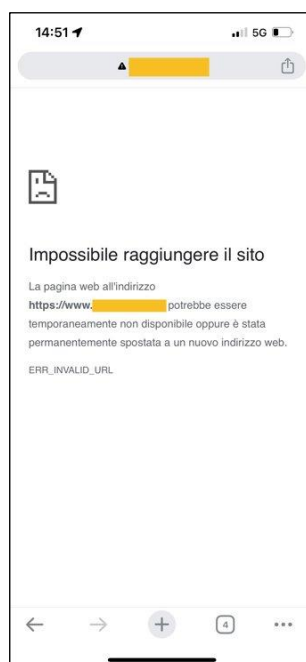 14:51
5G
Impossibile raggiungere il sito
La pagina web all'indirizzo
https://www. potrebbe essere
temporaneamente non disponibile oppure è stata
permanentemente spostata a un nuovo indirizzo web.
ERR_INVALID_URL
4